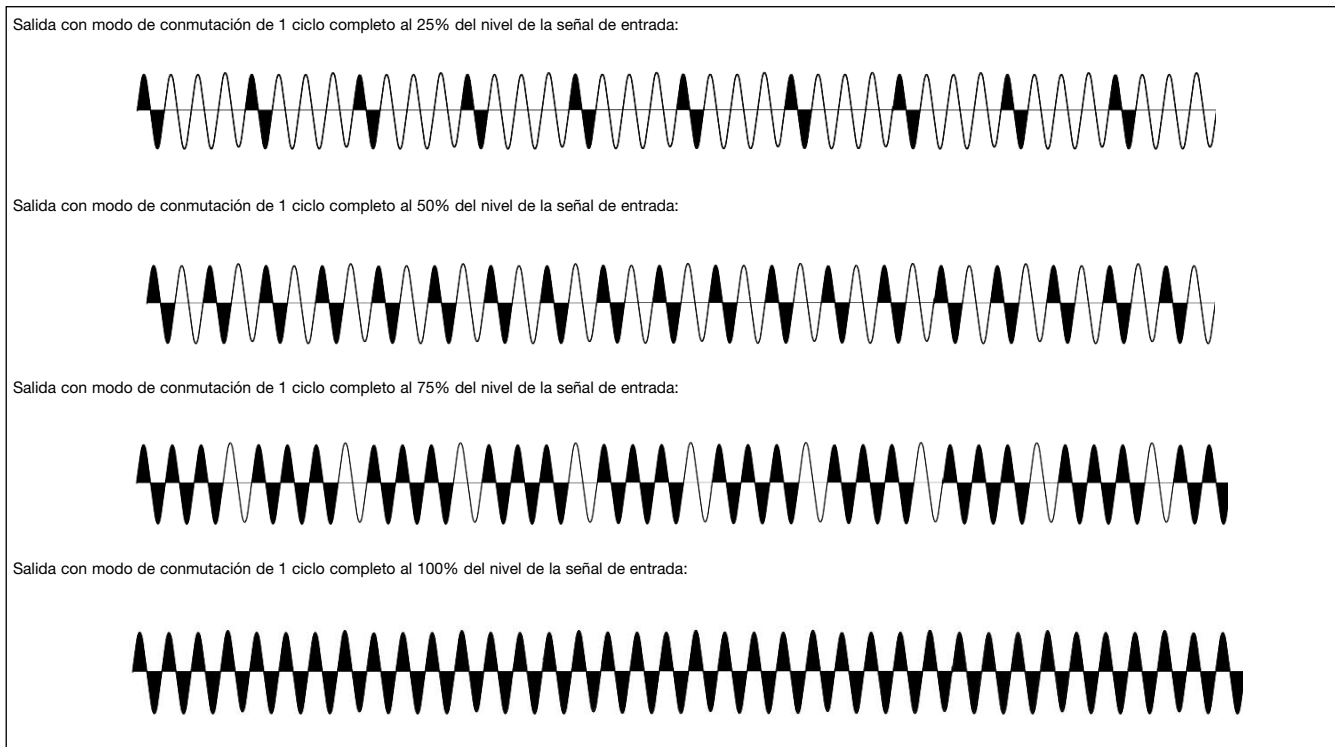 Salida con modo de conmutación de 1 ciclo completo al 25% del nivel de la señal de entrada:
Salida con modo de conmutación de 1 ciclo completo al 50% del nivel de la señal de entrada:
Salida con modo de conmutación de 1 ciclo completo al 75% del nivel de la señal de entrada:
Salida con modo de conmutación de 1 ciclo completo al 100% del nivel de la señal de entrada: